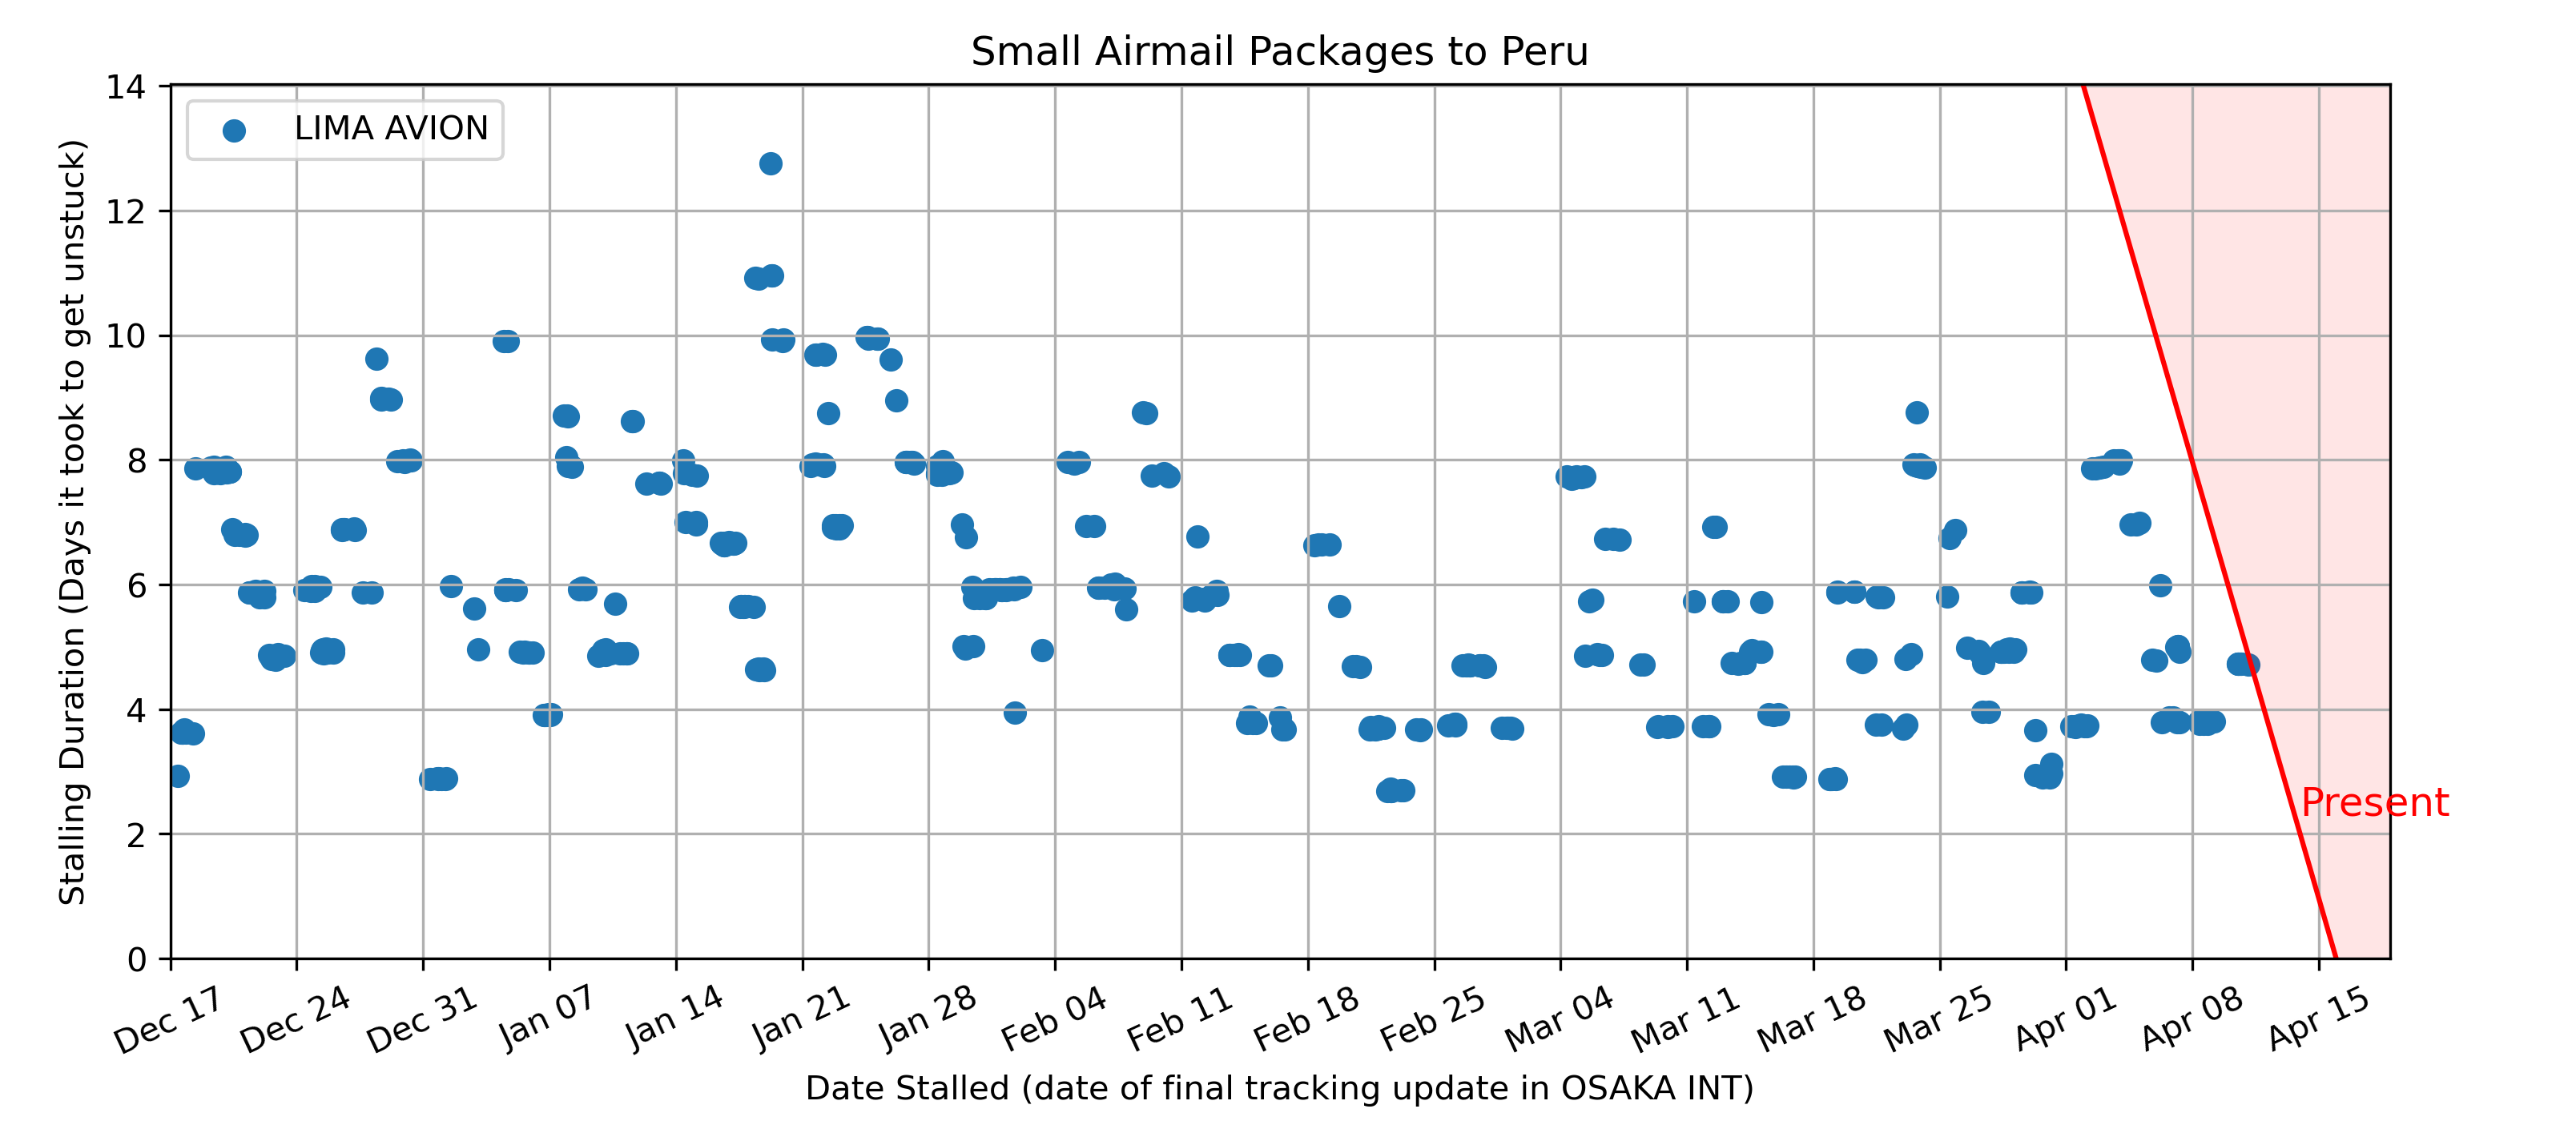 Small Airmail Packages to Peru
LIMA AVION
Stalling Duration (Days it took to get unstuck)
14
12
10
8
6
4
2
0
Present
Dec 17
Dec 24
Dec 31
Jan 07
Jan 14
Jan 21
Jan 28
Feb 04
Feb 11
Feb 18
Feb 25
Mar 04
Mar 11
Mar 18
Mar 25
Apr 01
Apr 08
Apr 15
Date Stalled (date of final tracking update in OSAKA INT)